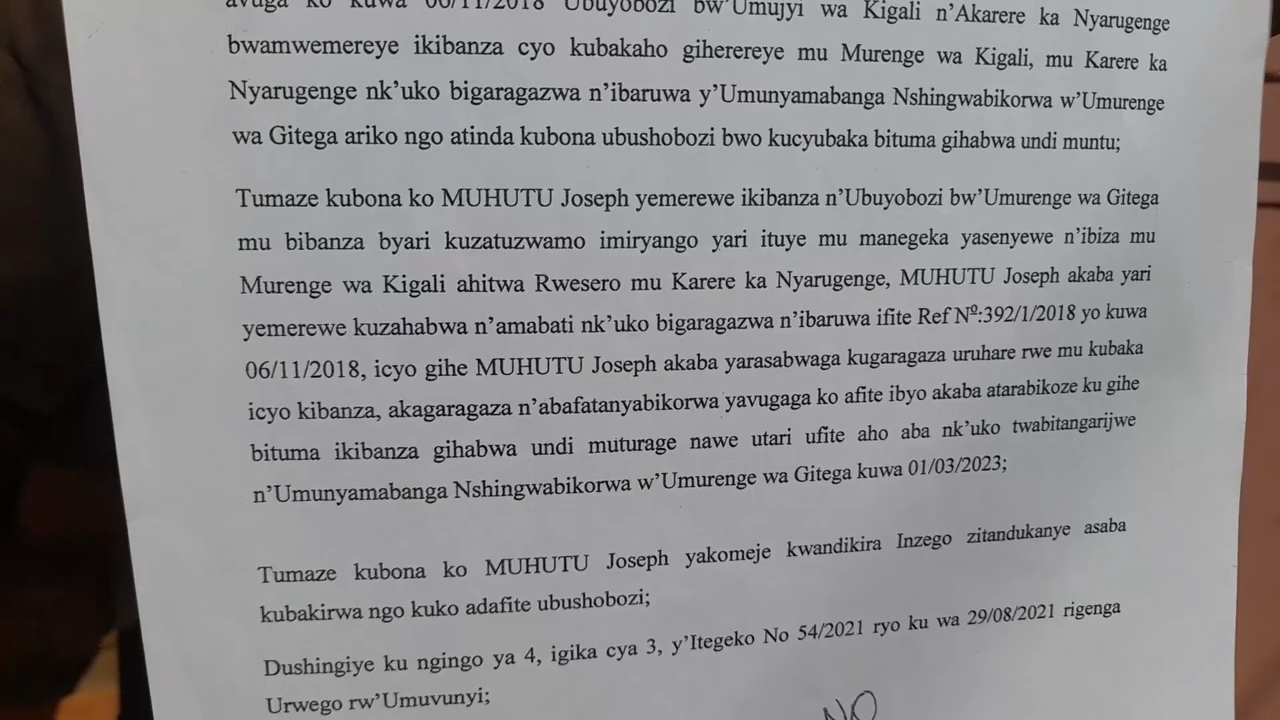 avuga ko kuwa 06/11/2018 Ubuyobozi bw'Umujyi wa Kigali n'Akarere ka Nyarugenge
bwamwemereye ikibanza cyo kubakaho giherereye mu Murenge wa Kigali, mu Karere ka
Nyarugenge nk'uko bigaragazwa n'ibaruwa y'Umunyamabanga Nshingwabikorwa w'Umurenge
wa Gitega ariko ngo atinda kubona ubushobozi bwo kucyubaka bituma gihabwa undi muntu;
Tumaze kubona ko MUHUTU Joseph yemerewe ikibanza n'Ubuyobozi bw'Umurenge wa Gitega
mu bibanza byari kuzatuzwamo imiryango yari ituye mu manegeka yasenyewe n'ibiza mu
Murenge wa Kigali ahitwa Rwesero mu Karere ka Nyarugenge, MUHUTU Joseph akaba yari
yemerewe kuzahabwa n'amabati nk'uko bigaragazwa n'ibaruwa ifite Ref Nº:392/1/2018 yo kuwa
06/11/2018, icyo gihe MUHUTU Joseph akaba yarasabwaga kugaragaza uruhare rwe mu kubaka
icyo kibanza, akagaragaza n'abafatanyabikorwa yavugaga ko afite ibyo akaba atarabikoze ku gihe
bituma ikibanza gihabwa undi muturage nawe utari ufite aho aba nk'uko twabitangarijwe
n'Umunyamabanga Nshingwabikorwa w'Umurenge wa Gitega kuwa 01/03/2023;
Tumaze kubona ko MUHUTU Joseph yakomeje kwandikira Inzego zitandukanye asaba
kubakirwa ngo kuko adafite ubushobozi;
Dushingiye ku ngingo ya 4, igika cya 3, y'Itegeko No 54/2021 ryo ku wa 29/08/2021 rigenga
Urwego rw'Umuvunyi;